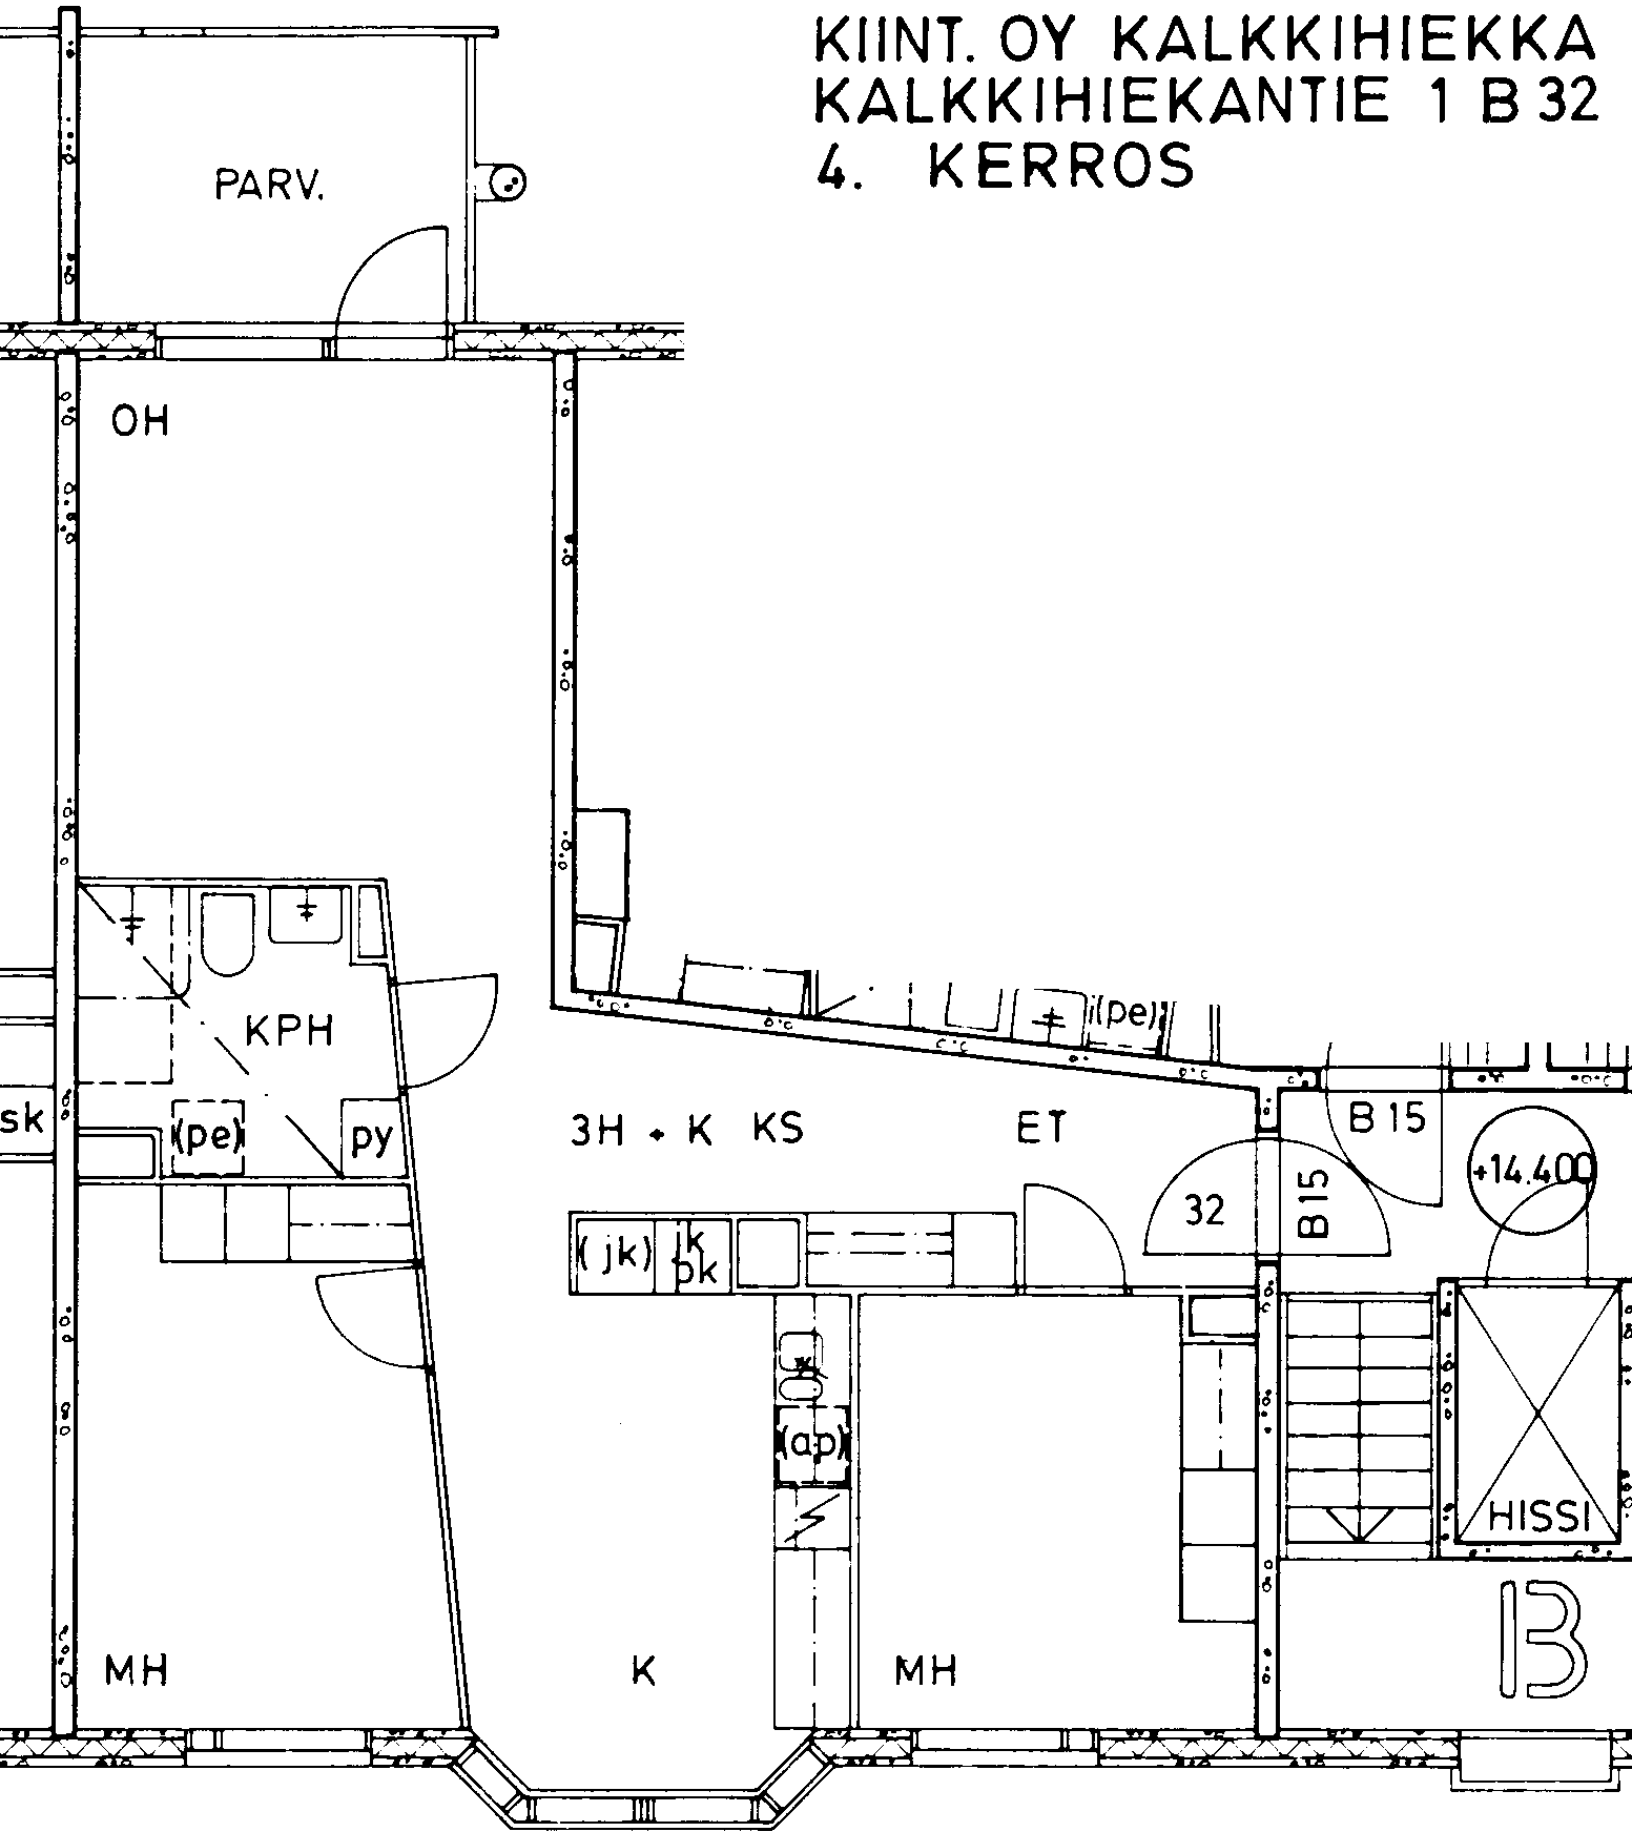 KIINT. OY KALKKIHIEKKA
KALKKIHIEKANTIE 1 B 32
4. KERROS
PARV.
OH
KPH
(pe)
sk
(pe)
py
3H + K KS
ET
B 15
+14.400
32
B 15
(jk)
jk
pk
(ap)
HISSI
B
MH
K
MH